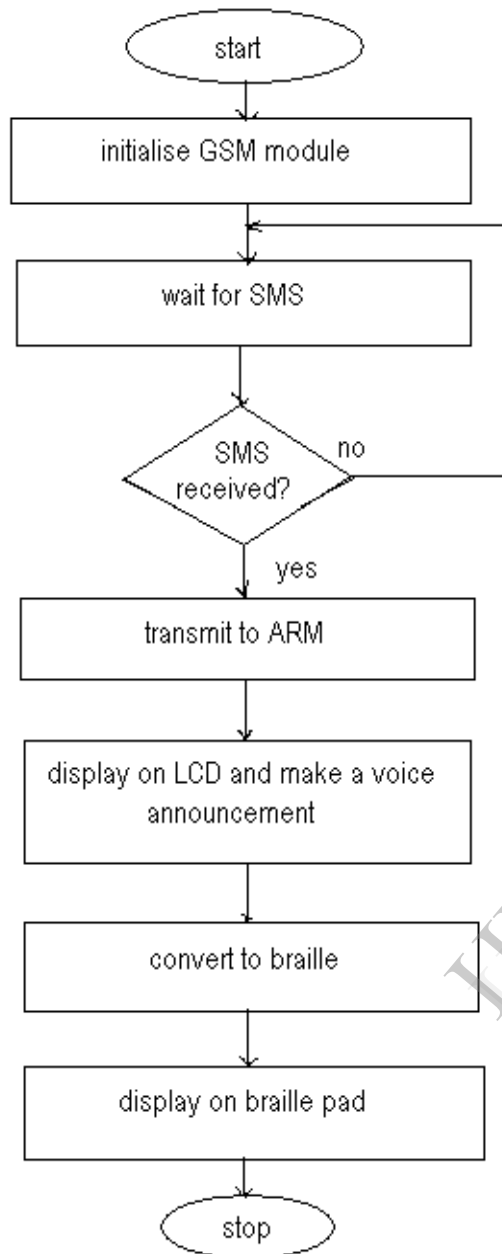 start
initialise GSM module
wait for SMS
SMS
received?
no
yes
transmit to ARM
display on LCD and make a voice
announcement
convert to braille
display on braille pad
stop